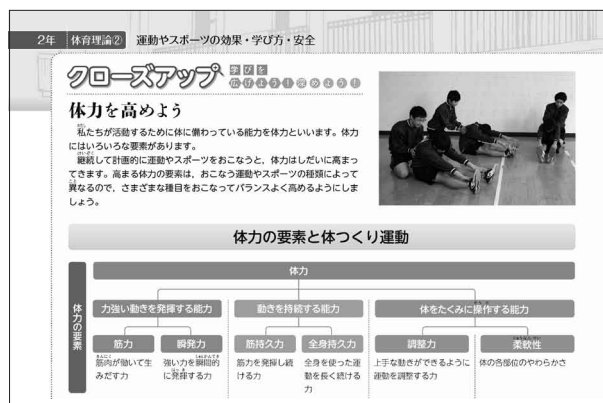 2年 体育理論② 運動やスポーツの効果・学び方・安全
クローズアップ
学びを
広げよう！深めよう！
体力を高めよう
私たちが活動するために体に備わっている能力を体力といいます。体力
にはいろいろな要素があります。
継続して計画的に運動やスポーツをおこなうと，体力はしだいに高まっ
てきます。高まる体力の要素は，おこなう運動やスポーツの種類によって
異なるので，さまざまな種目をおこなってバランスよく高めるようにしま
しょう。
体力の要素と体つくり運動
体力の要素
体力
力強い動きを発揮する能力
動きを持続する能力
体をたくみに操作する能力
筋力
瞬発力
筋持久力
全身持久力
調整力
柔軟性
筋肉が働いて生
みだす力
強い力を瞬間的
に発揮する力
筋力を発揮し続
ける力
全身を使った運
動を長く続ける
力
上手な動きができるように
運動を調整する力
体の各部位のやわらかさ